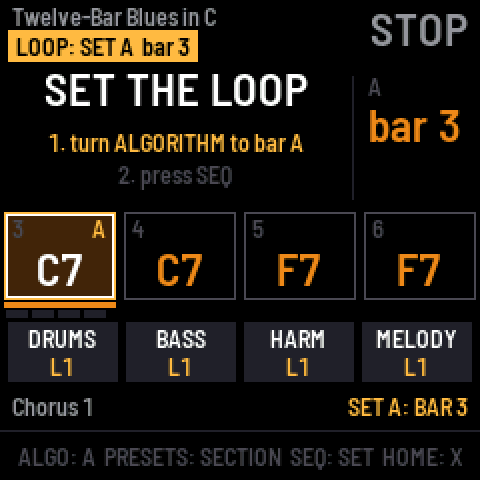 Twelve-Bar Blues in C
STOP
LOOP: SET A bar 3
SET THE LOOP
1. turn ALGORITHM to bar A
2. press SEQ
A
bar 3
3 A
C7
4
C7
5
F7
6
F7
DRUMS
L1
BASS
L1
HARM
L1
MELODY
L1
Chorus 1
SET A: BAR 3
ALGO: A PRESETS: SECTION SEQ: SET HOME: X